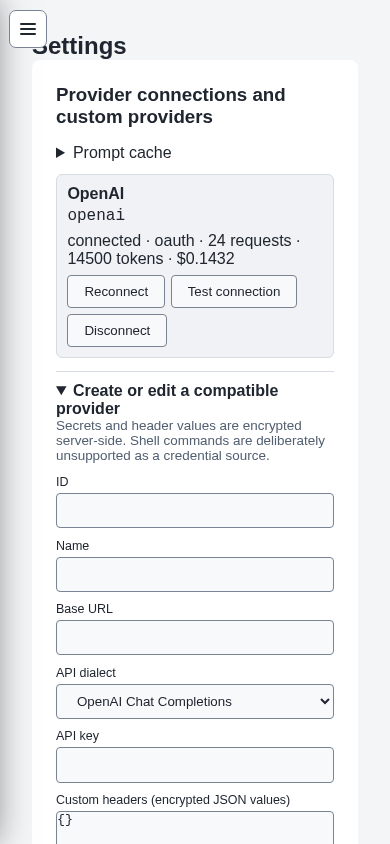 Settings
Provider connections and
custom providers
Prompt cache
OpenAI
openai
connected · oauth · 24 requests ·
14500 tokens · $0.1432
Reconnect
Test connection
Disconnect
Create or edit a compatible
provider
Secrets and header values are encrypted
server-side. Shell commands are deliberately
unsupported as a credential source.
ID
Name
Base URL
API dialect
OpenAI Chat Completions
API key
Custom headers (encrypted JSON values)
{}